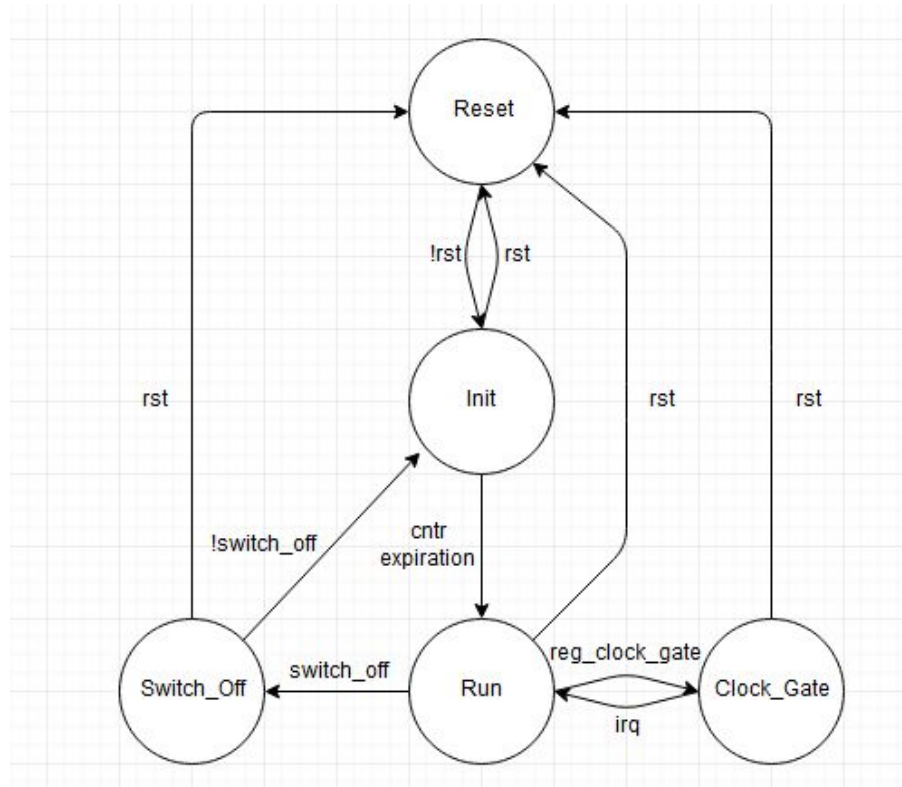 Reset
!rst
rst
rst
Init
rst
rst
!switch_off
cntr
expiration
Switch_Off
switch_off
Run
reg_clock_gate
irq
Clock_Gate